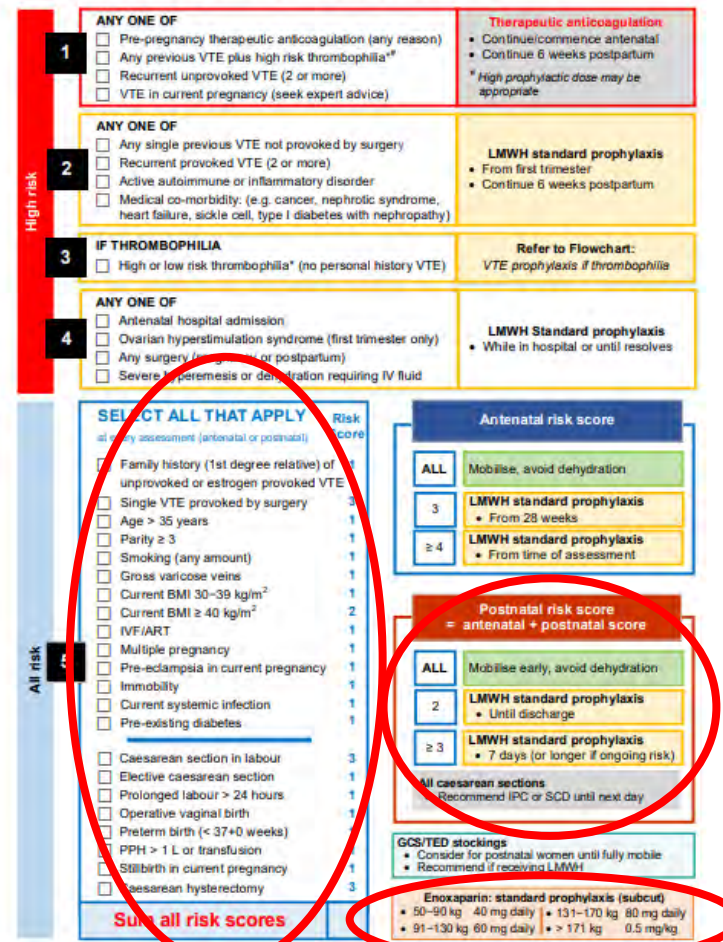 High risk
1
ANY ONE OF
Pre-pregnancy therapeutic anticoagulation (any reason)
Any previous VTE plus high risk thrombophilia*#
Recurrent unprovoked VTE (2 or more)
VTE in current pregnancy (seek expert advice)
Therapeutic anticoagulation
• Continue/commence antenatal
• Continue 6 weeks postpartum
# High prophylactic dose may be
appropriate
2
ANY ONE OF
Any single previous VTE not provoked by surgery
Recurrent provoked VTE (2 or more)
Active autoimmune or inflammatory disorder
Medical co-morbidity: (e.g. cancer, nephrotic syndrome,
heart failure, sickle cell, type I diabetes with nephropathy)
LMWH standard prophylaxis
• From first trimester
• Continue 6 weeks postpartum
3
IF THROMBOPHILIA
High or low risk thrombophilia* (no personal history VTE)
Refer to Flowchart:
VTE prophylaxis if thrombophilia
4
ANY ONE OF
Antenatal hospital admission
Ovarian hyperstimulation syndrome (first trimester only)
Any surgery (pregnancy or postpartum)
Severe hyperemesis or dehydration requiring IV fluid
LMWH Standard prophylaxis
• While in hospital or until resolves
All risk
5
SELECT ALL THAT APPLY Risk
at every assessment (antenatal or postnatal) Score
Family history (1st degree relative) of 1
unprovoked or estrogen provoked VTE
Single VTE provoked by surgery 3
Age > 35 years 1
Parity ≥ 3 1
Smoking (any amount) 1
Gross varicose veins 1
Current BMI 30–39 kg/m² 1
Current BMI ≥ 40 kg/m² 2
IVF/ART 1
Multiple pregnancy 1
Pre-eclampsia in current pregnancy 1
Immobility 1
Current systemic infection 1
Pre-existing diabetes 1
Caesarean section in labour 3
Elective caesarean section 1
Prolonged labour > 24 hours 1
Operative vaginal birth 1
Preterm birth (< 37+0 weeks) 1
PPH > 1 L or transfusion
Stillbirth in current pregnancy 1
Caesarean hysterectomy 3
Sum all risk scores
Antenatal risk score
ALL Mobilise, avoid dehydration
3 LMWH standard prophylaxis
• From 28 weeks
≥ 4 LMWH standard prophylaxis
• From time of assessment
Postnatal risk score
= antenatal + postnatal score
ALL Mobilise early, avoid dehydration
2 LMWH standard prophylaxis
• Until discharge
≥ 3 LMWH standard prophylaxis
• 7 days (or longer if ongoing risk)
All caesarean sections
Recommend IPC or SCD until next day
GCS/TED stockings
• Consider for postnatal women until fully mobile
• Recommend if receiving LMWH
Enoxaparin: standard prophylaxis (subcut)
• 50–90 kg 40 mg daily • 131–170 kg 80 mg daily
• 91–130 kg 60 mg daily • > 171 kg 0.5 mg/kg